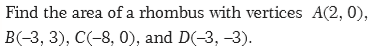 Find the area of a rhombus with vertices A(2, 0),
B(–3, 3), C(–8, 0), and D(–3, –3).